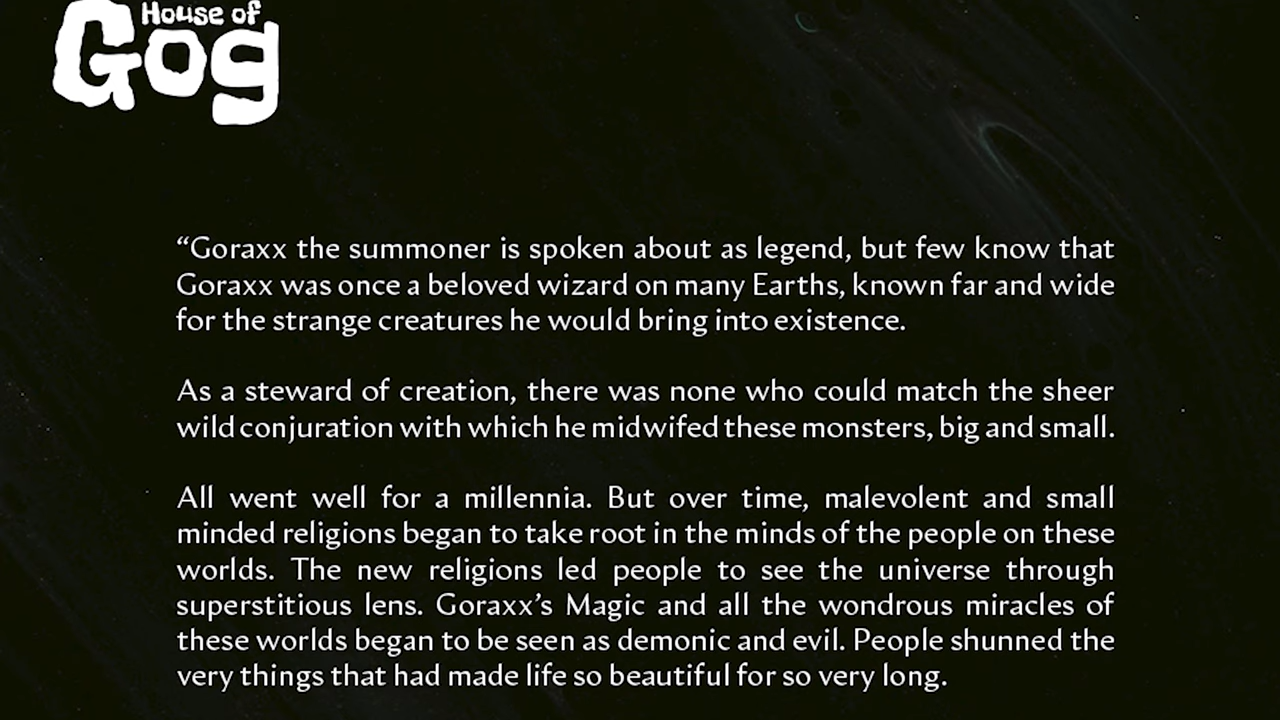 House of
Gog
“Goraxx the summoner is spoken about as legend, but few know that
Goraxx was once a beloved wizard on many Earths, known far and wide
for the strange creatures he would bring into existence.
As a steward of creation, there was none who could match the sheer
wild conjuration with which he midwifed these monsters, big and small.
All went well for a millennia. But over time, malevolent and small
minded religions began to take root in the minds of the people on these
worlds. The new religions led people to see the universe through
superstitious lens. Goraxx’s Magic and all the wondrous miracles of
these worlds began to be seen as demonic and evil. People shunned the
very things that had made life so beautiful for so very long.